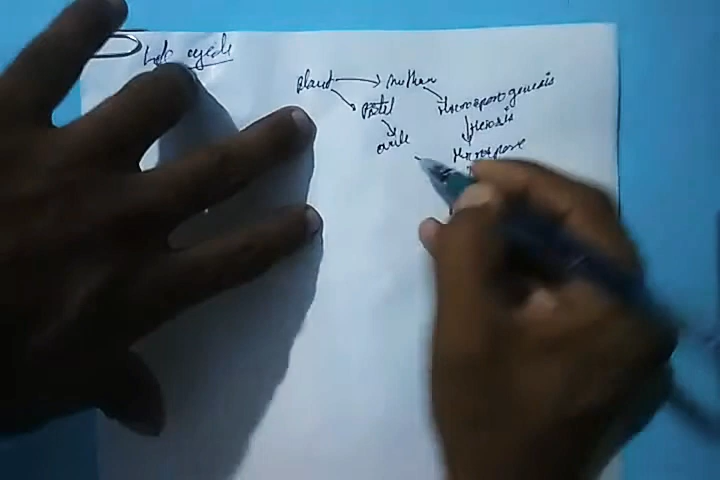 Life cycle
Plant → Anther
Pistil Microsporogenesis
ovule Meiosis
Microspore